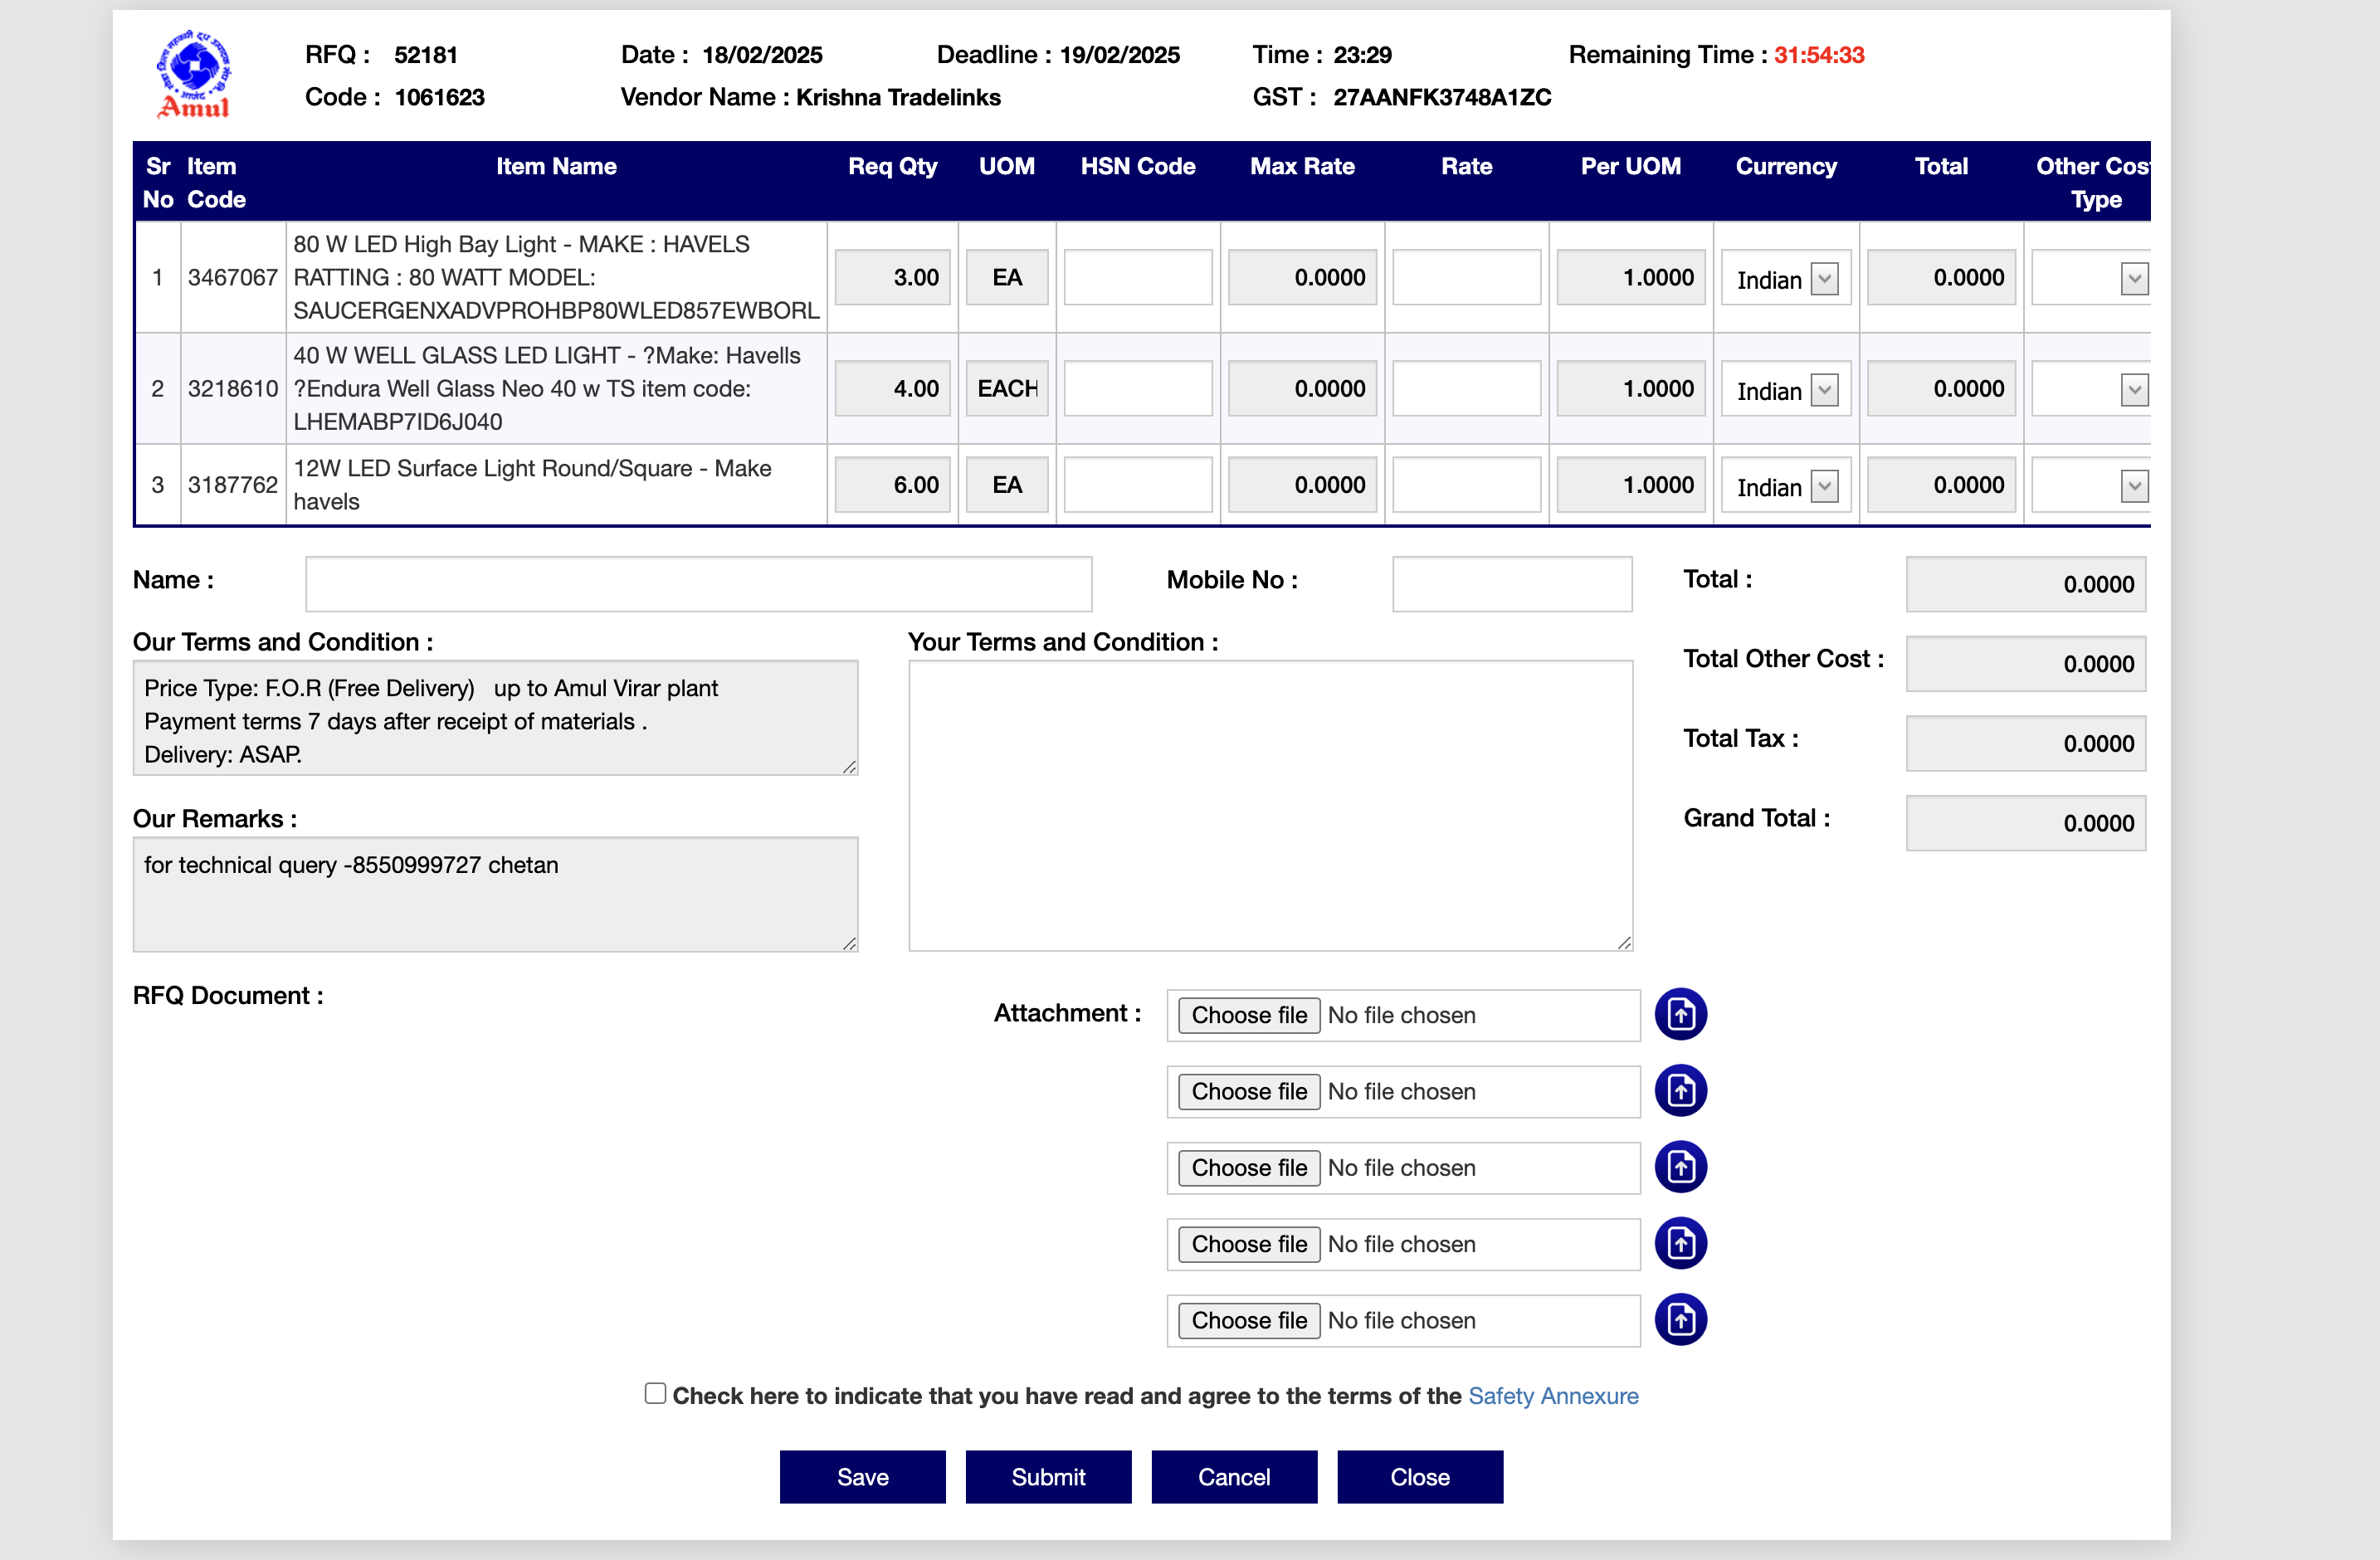 Amul
RFQ : 52181 Date : 18/02/2025 Deadline : 19/02/2025 Time : 23:29 Remaining Time : 31:54:33
Code : 1061623 Vendor Name : Krishna Tradelinks GST : 27AANFK3748A1ZC
Sr No Item Code Item Name Req Qty UOM HSN Code Max Rate Rate Per UOM Currency Total Other Cost Type
1 3467067 80 W LED High Bay Light - MAKE : HAVELS
RATTING : 80 WATT MODEL:
SAUCERGENXADVPROHBP80WLED857EWBORL 3.00 EA 0.0000 1.0000 Indian 0.0000
2 3218610 40 W WELL GLASS LED LIGHT - ?Make: Havells
?Endura Well Glass Neo 40 w TS item code:
LHEMABP7ID6J040 4.00 EACH 0.0000 1.0000 Indian 0.0000
3 3187762 12W LED Surface Light Round/Square - Make
havels 6.00 EA 0.0000 1.0000 Indian 0.0000
Name : Mobile No : Total : 0.0000
Our Terms and Condition : Your Terms and Condition : Total Other Cost : 0.0000
Price Type: F.O.R (Free Delivery) up to Amul Virar plant
Payment terms 7 days after receipt of materials .
Delivery: ASAP.
Total Tax : 0.0000
Our Remarks : Grand Total : 0.0000
for technical query -8550999727 chetan
RFQ Document : Attachment : Choose file No file chosen
Choose file No file chosen
Choose file No file chosen
Choose file No file chosen
Choose file No file chosen
Check here to indicate that you have read and agree to the terms of the Safety Annexure
Save Submit Cancel Close